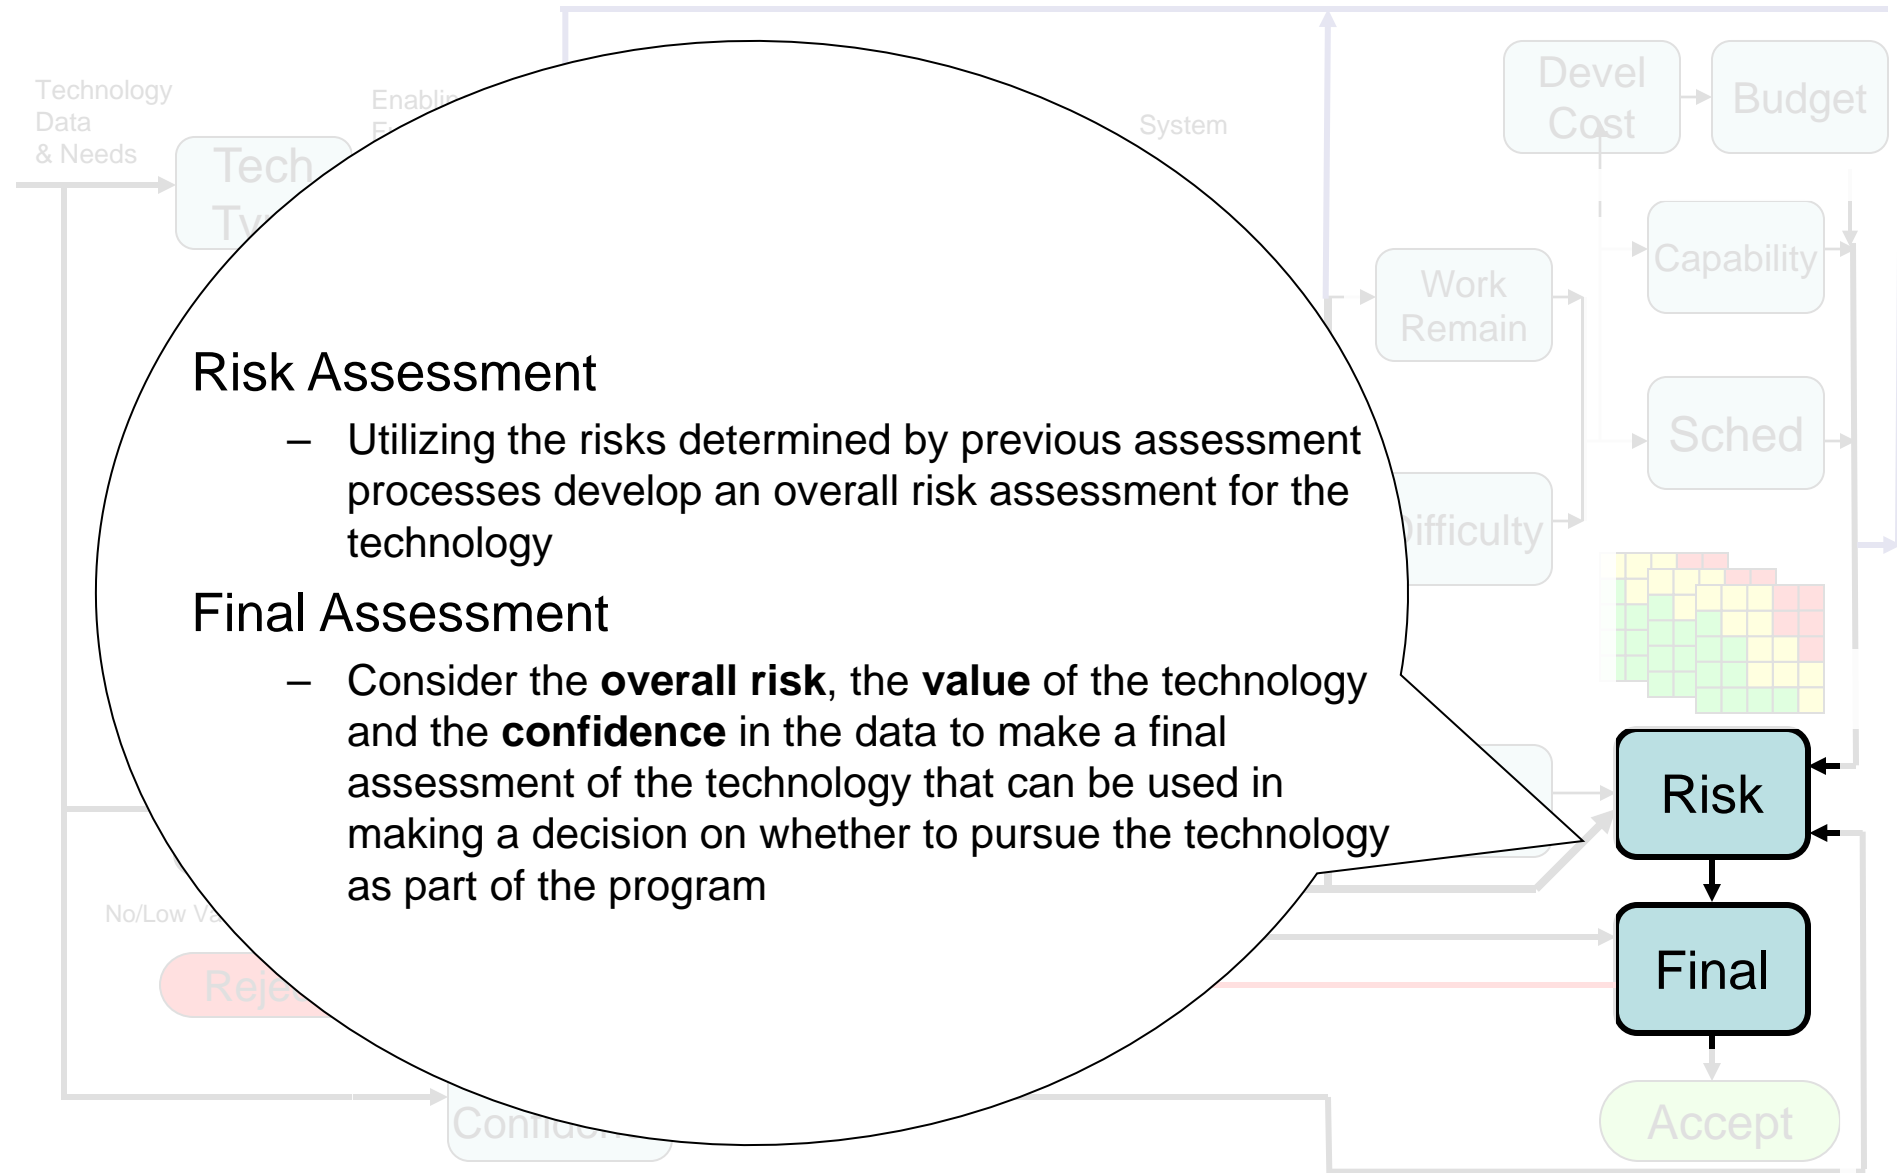 Technology
Data
& Needs
Tech
System
Devel
Cost
Budget
Capability
Work
Remain
Sched
Risk Assessment
– Utilizing the risks determined by previous assessment
processes develop an overall risk assessment for the
technology
Final Assessment
– Consider the overall risk, the value of the technology
and the confidence in the data to make a final
assessment of the technology that can be used in
making a decision on whether to pursue the technology
as part of the program
Risk
No/Low
Final
Accept